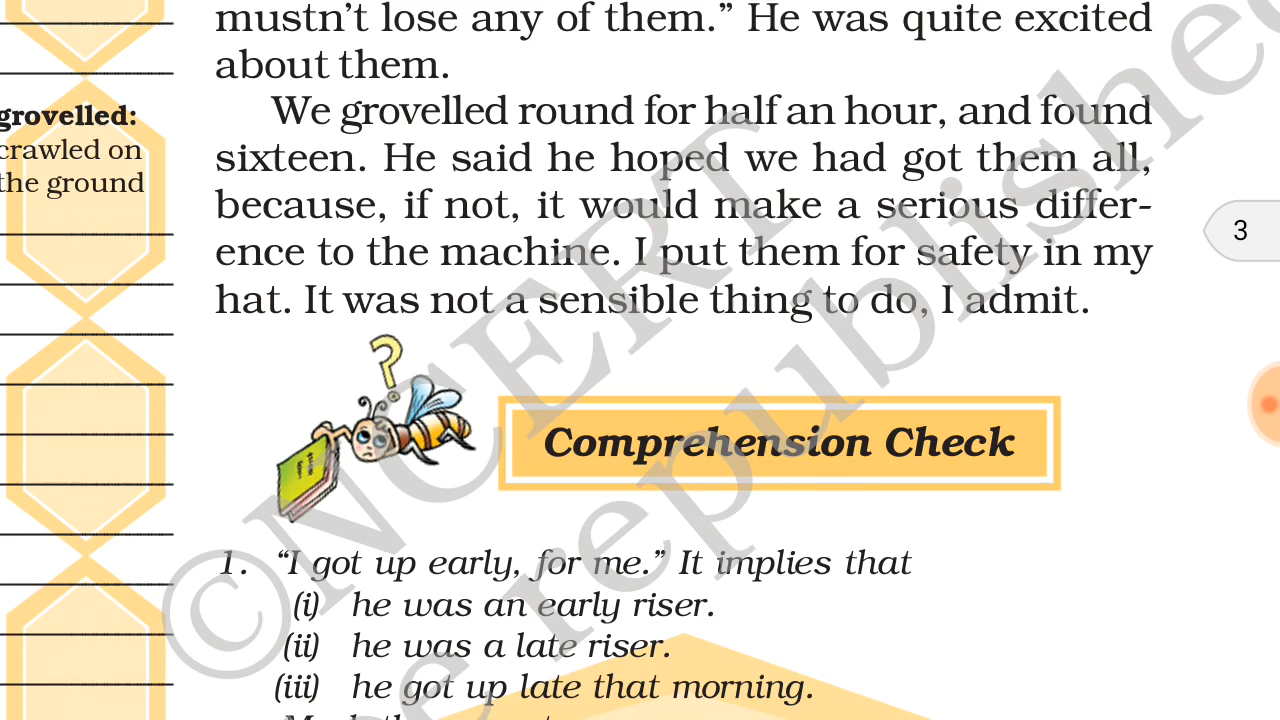 mustn’t lose any of them.” He was quite excited
about them.
We grovelled round for half an hour, and found
sixteen. He said he hoped we had got them all,
because, if not, it would make a serious differ-
ence to the machine. I put them for safety in my
hat. It was not a sensible thing to do, I admit.
grovelled:
crawled on
the ground
3
Comprehension Check
1. “I got up early, for me.” It implies that
(i) he was an early riser.
(ii) he was a late riser.
(iii) he got up late that morning.
©NCERT
be republished